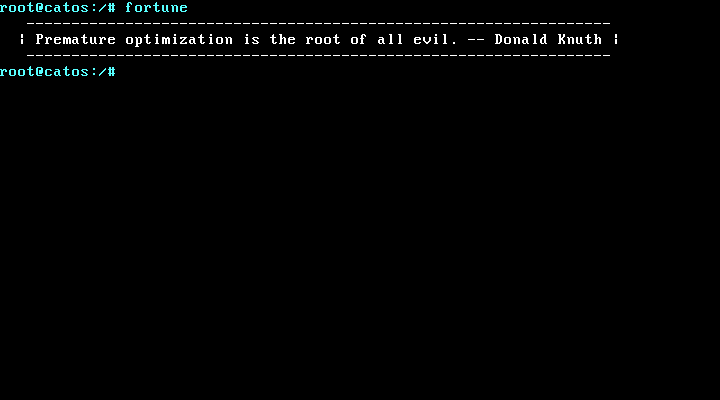 root@catos:/# fortune
-----------------------------------------------------------------
| Premature optimization is the root of all evil. -- Donald Knuth |
-----------------------------------------------------------------
root@catos:/#